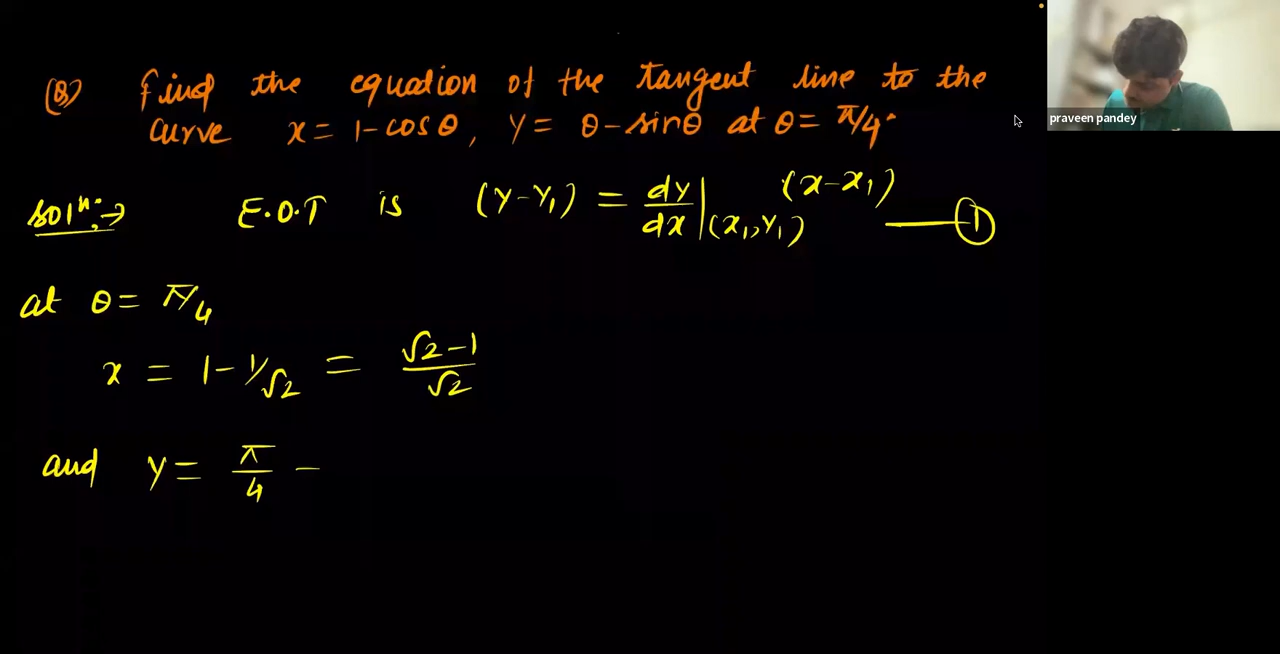 (Q) Find the equation of the tangent line to the
curve x = 1-cosθ, y = θ-sinθ at θ = π/4.
praveen pandey
Solⁿ:→ E.O.T is (y-y₁) = dy/dx|(x₁,y₁) (x-x₁) ——— ①
at θ = π/4
x = 1-1/√2 = √2-1/√2
and y = π/4 -